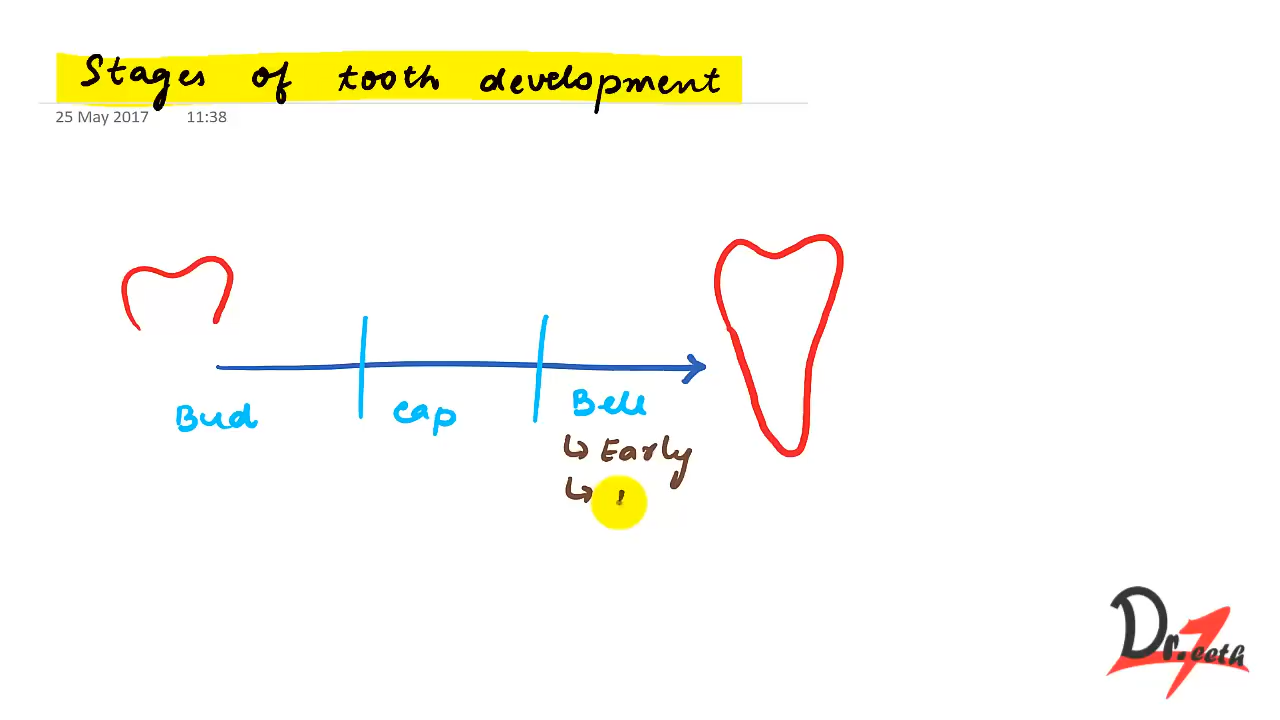 Stages of tooth development
25 May 2017 11:38
Bud cap Bell
↳ Early
↳
Dr. Teeth